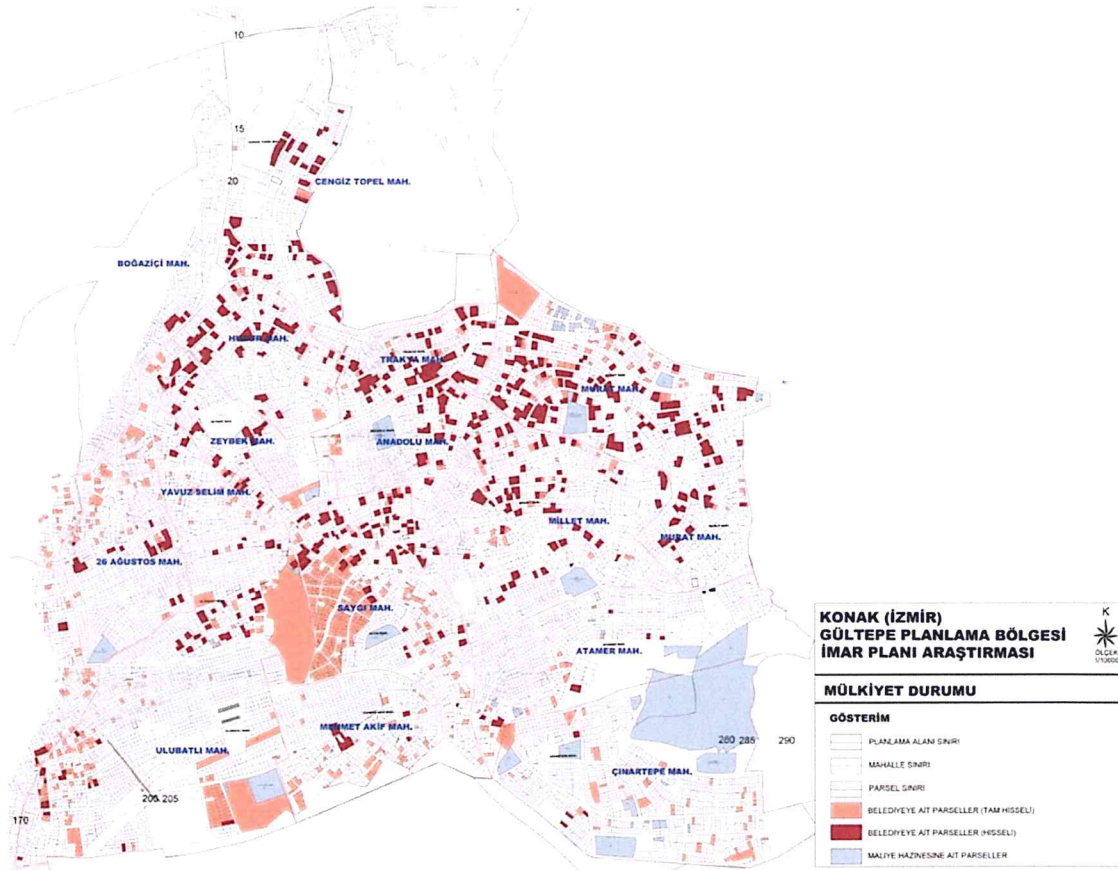 10
15
20
ÇENGİZ TOPEL MAH.
BOĞAZİÇİ MAH.
HUZUR MAH.
TRAKYA MAH.
MURAT MAH.
ZEYBEK MAH.
ANADOLU MAH.
YAVUZ SELİM MAH.
MİLLET MAH.
MURAT MAH.
26 AĞUSTOS MAH.
SAYGI MAH.
ATAMER MAH.
MEHMET AKİF MAH.
ULUBATLI MAH.
280 285 290
ÇINARTEPE MAH.
205
170
KONAK (İZMİR)
GÜLTEPE PLANLAMA BÖLGESİ
İMAR PLANI ARAŞTIRMASI
K
ÖLÇEK
MÜLKİYET DURUMU
GÖSTERİM
PLANLAMA ALANI SINIRI
MAHALLE SINIRI
PARSEL SINIRI
BELEDİYEYE AİT PARSELLER (TAM HİSSELİ)
BELEDİYEYE AİT PARSELLER (HİSSELİ)
MALİYE HAZİNESİNE AİT PARSELLER